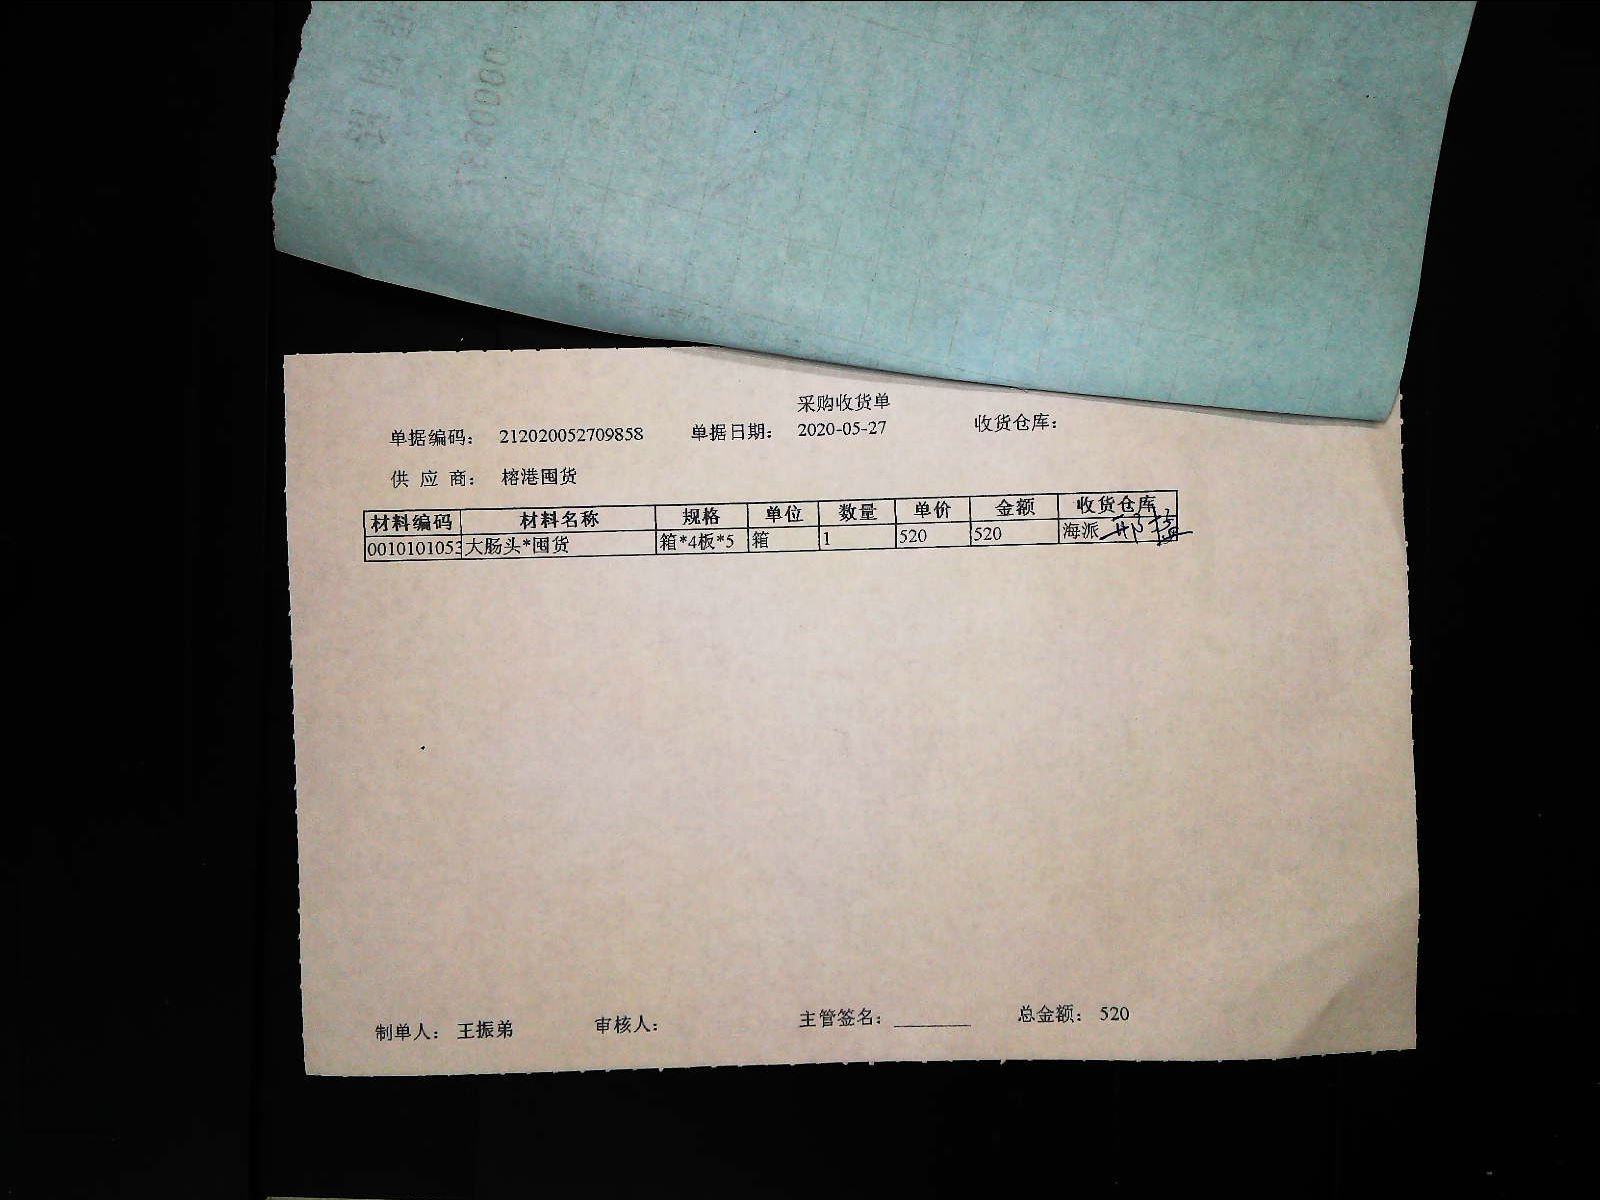 采购收货单
单据编码： 212020052709858 单据日期： 2020-05-27 收货仓库：
供 应 商： 榕港囤货
材料编码 材料名称 规格 单位 数量 单价 金额 收货仓库
0010101053 大肠头*囤货 箱*4板*5 箱 1 520 520 海派
制单人： 王振弟 审核人： 主管签名： ________ 总金额： 520